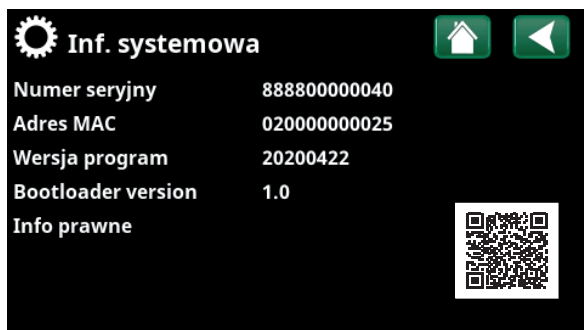 Inf. systemowa
Numer seryjny 888800000040
Adres MAC 020000000025
Wersja program 20200422
Bootloader version 1.0
Info prawne